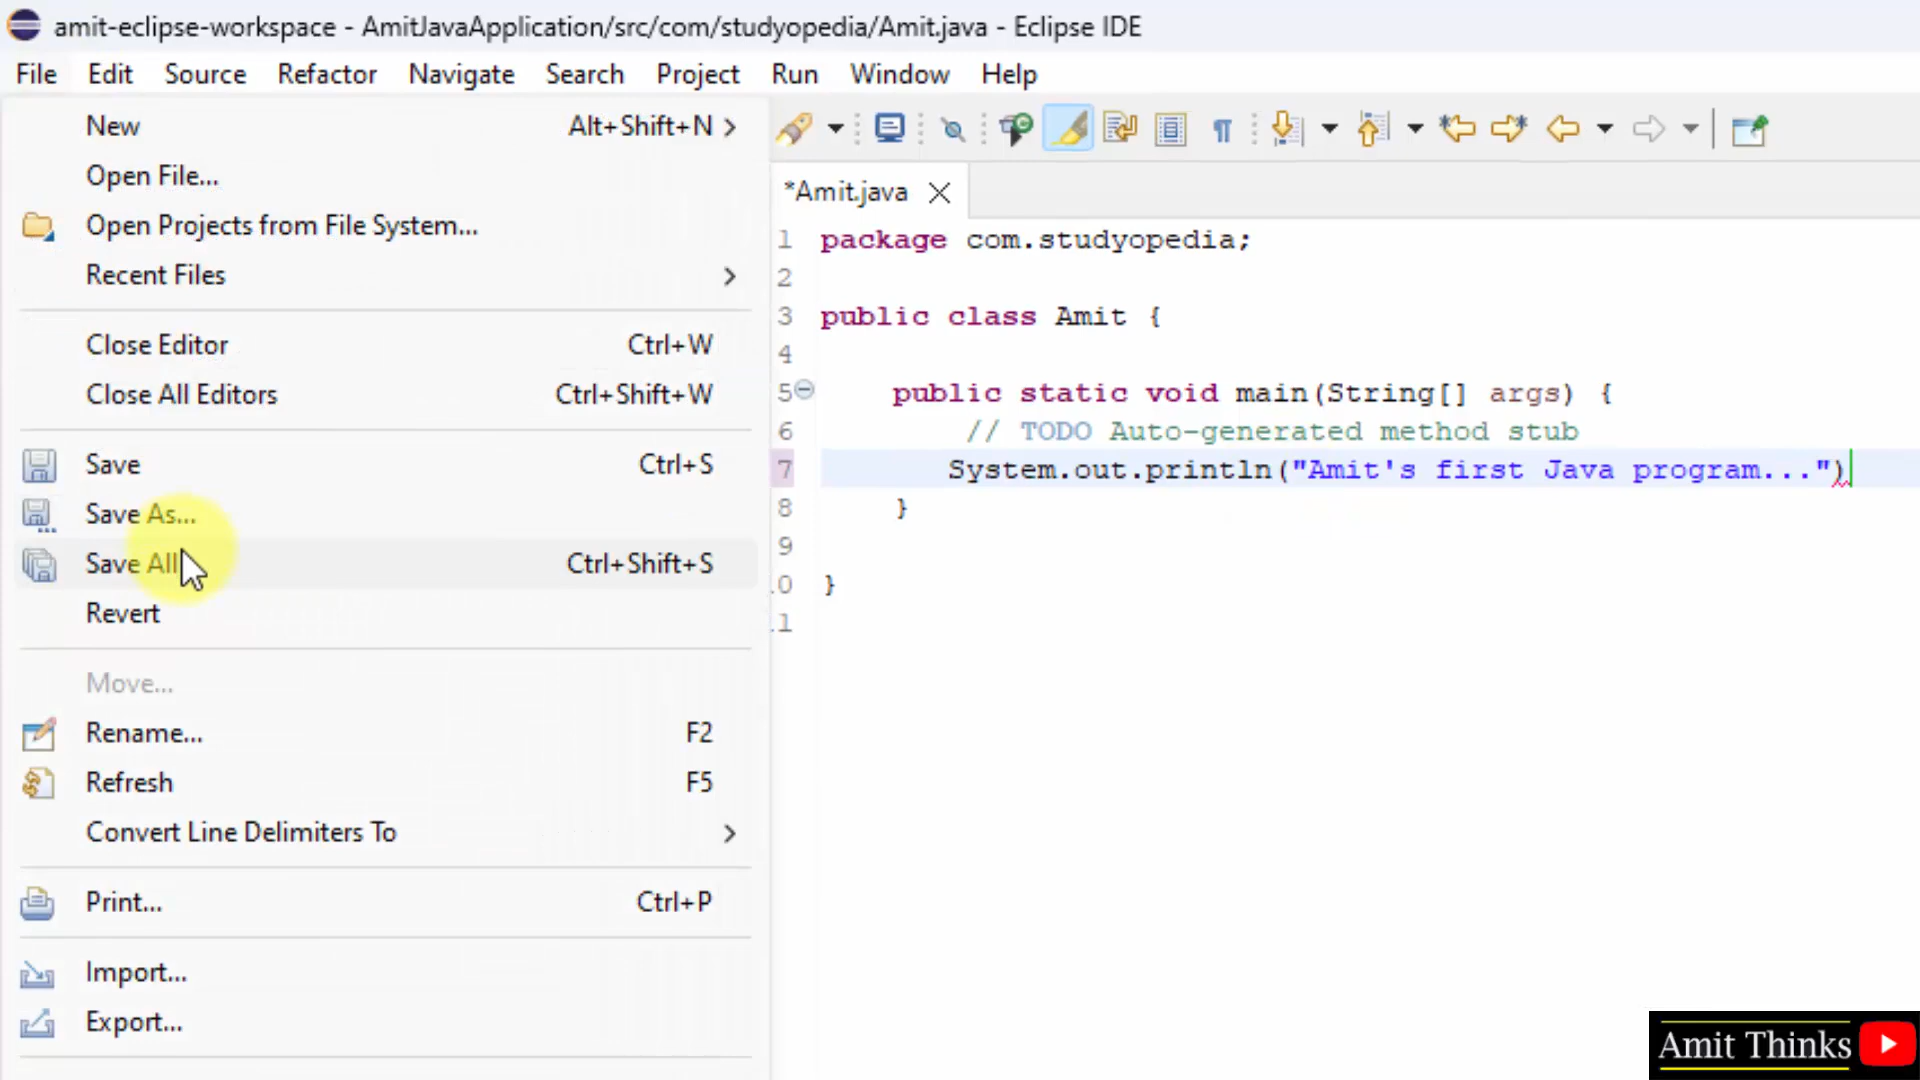 amit-eclipse-workspace - AmitJavaApplication/src/com/studyopedia/Amit.java - Eclipse IDE
File Edit Source Refactor Navigate Search Project Run Window Help
New Alt+Shift+N
Open File...
Open Projects from File System...
Recent Files
Close Editor Ctrl+W
Close All Editors Ctrl+Shift+W
Save Ctrl+S
Save As...
Save All Ctrl+Shift+S
Revert
Move...
Rename... F2
Refresh F5
Convert Line Delimiters To
Print... Ctrl+P
Import...
Export...
*Amit.java
1 package com.studyopedia;
2
3 public class Amit {
4
5 public static void main(String[] args) {
6 // TODO Auto-generated method stub
7 System.out.println("Amit's first Java program...")
8 }
9
10 }
11
Amit Thinks